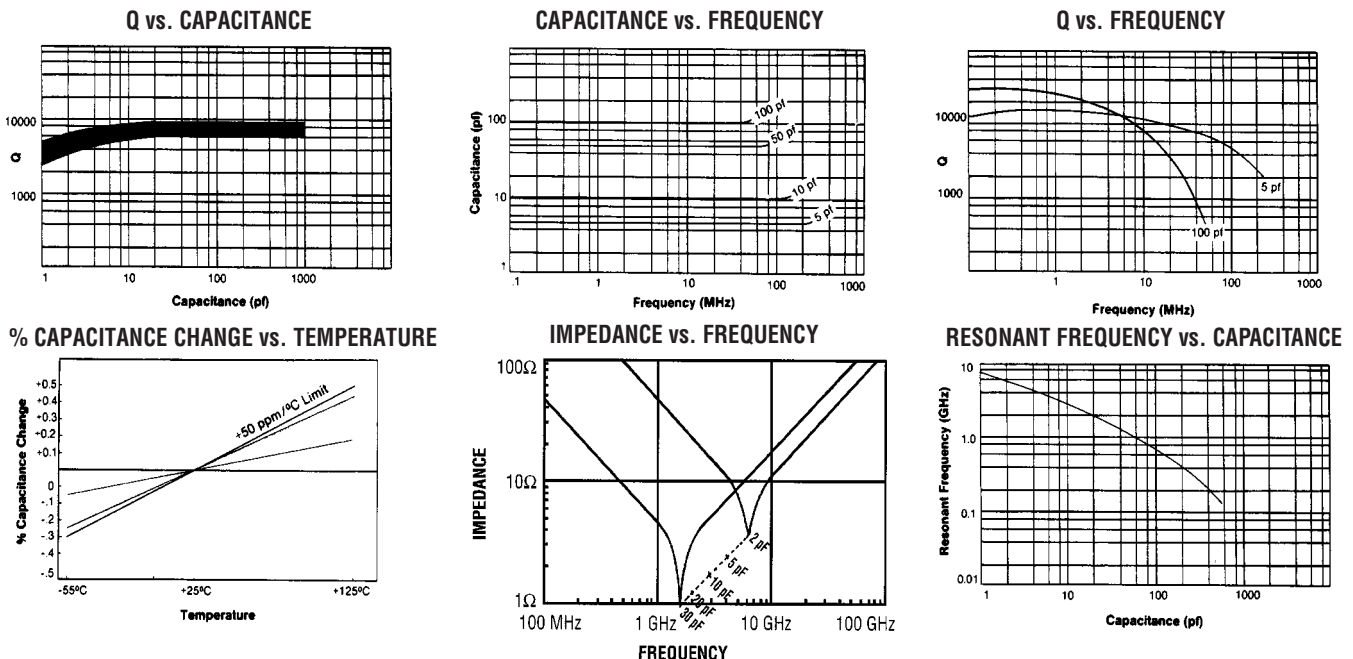 Q vs. CAPACITANCE
10000
Q
1000
1 10 100 1000
Capacitance (pf)
CAPACITANCE vs. FREQUENCY
Capacitance (pf)
100
10
1
100 pf
50 pf
10 pf
5 pf
.1 1 10 100 1000
Frequency (MHz)
Q vs. FREQUENCY
10000
Q
1000
5 pf
100 pf
1 10 100 1000
Frequency (MHz)
% CAPACITANCE CHANGE vs. TEMPERATURE
% Capacitance Change
+0.5
+0.4
+0.3
+0.2
+0.1
0
-.1
-.2
-.3
-.4
-.5
+50 ppm/ºC Limit
-55ºC +25ºC +125ºC
Temperature
IMPEDANCE vs. FREQUENCY
IMPEDANCE
100Ω
10Ω
1Ω
2 pF
5 pF
10 pF
20 pF
30 pF
100 MHz 1 GHz 10 GHz 100 GHz
FREQUENCY
RESONANT FREQUENCY vs. CAPACITANCE
Resonant Frequency (GHz)
10
1.0
0.1
0.01
1 10 100 1000
Capacitance (pf)